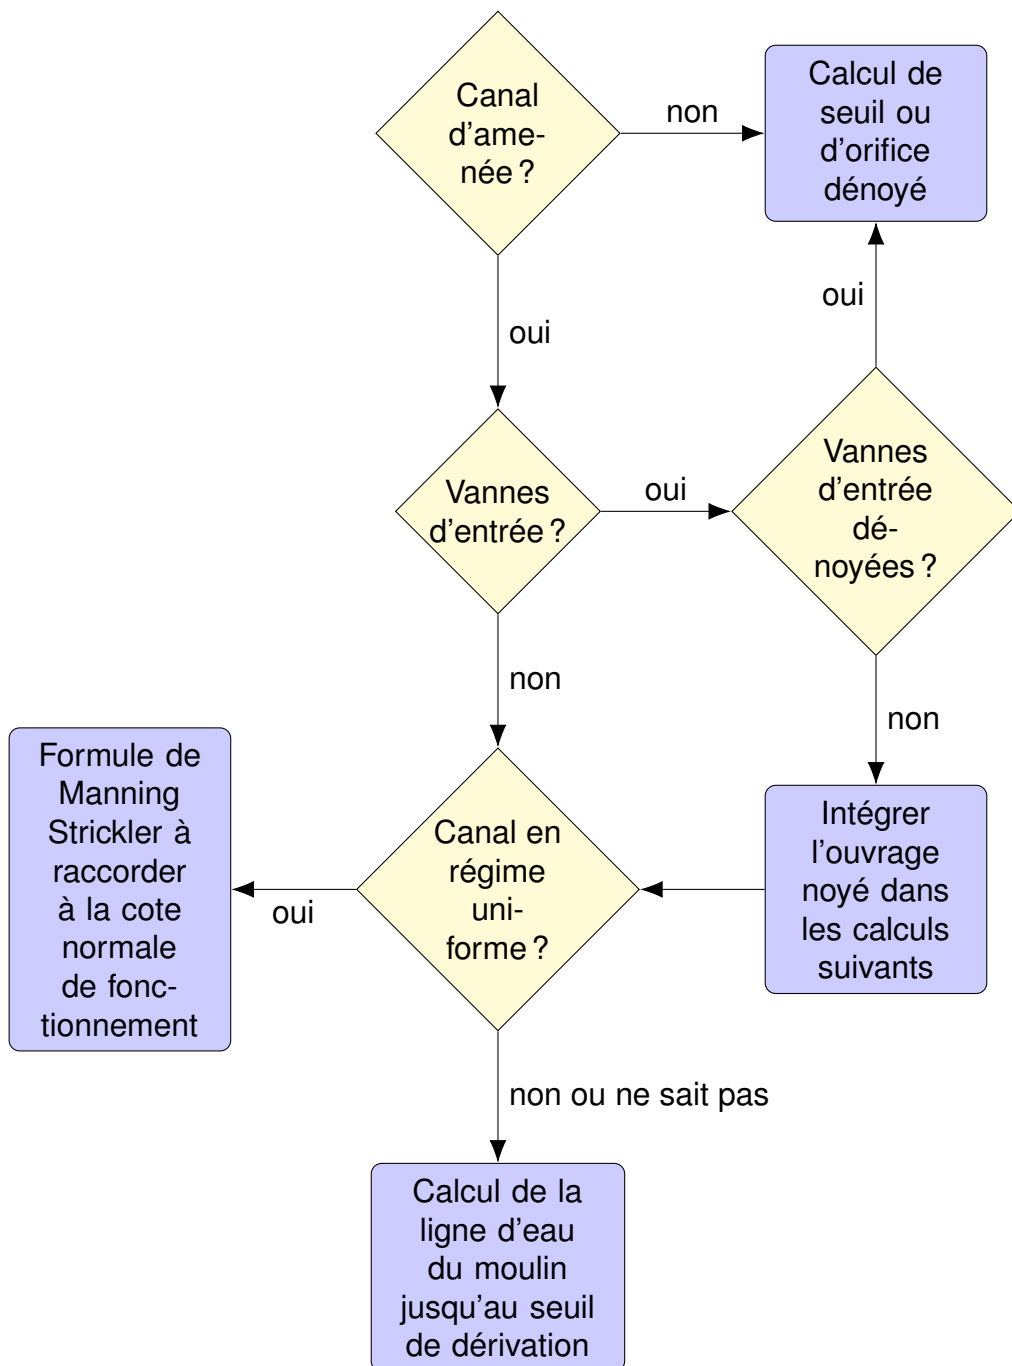 Canal
d'ame-
née ?
non
Calcul de
seuil ou
d'orifice
dénoyé
oui
oui
Vannes
d'entrée ?
oui
Vannes
d'entrée
dé-
noyées ?
non
non
Formule de
Manning
Strickler à
raccorder
à la cote
normale
de fonc-
tionnement
oui
Canal en
régime
uni-
forme ?
Intégrer
l'ouvrage
noyé dans
les calculs
suivants
non ou ne sait pas
Calcul de la
ligne d'eau
du moulin
jusqu'au seuil
de dérivation